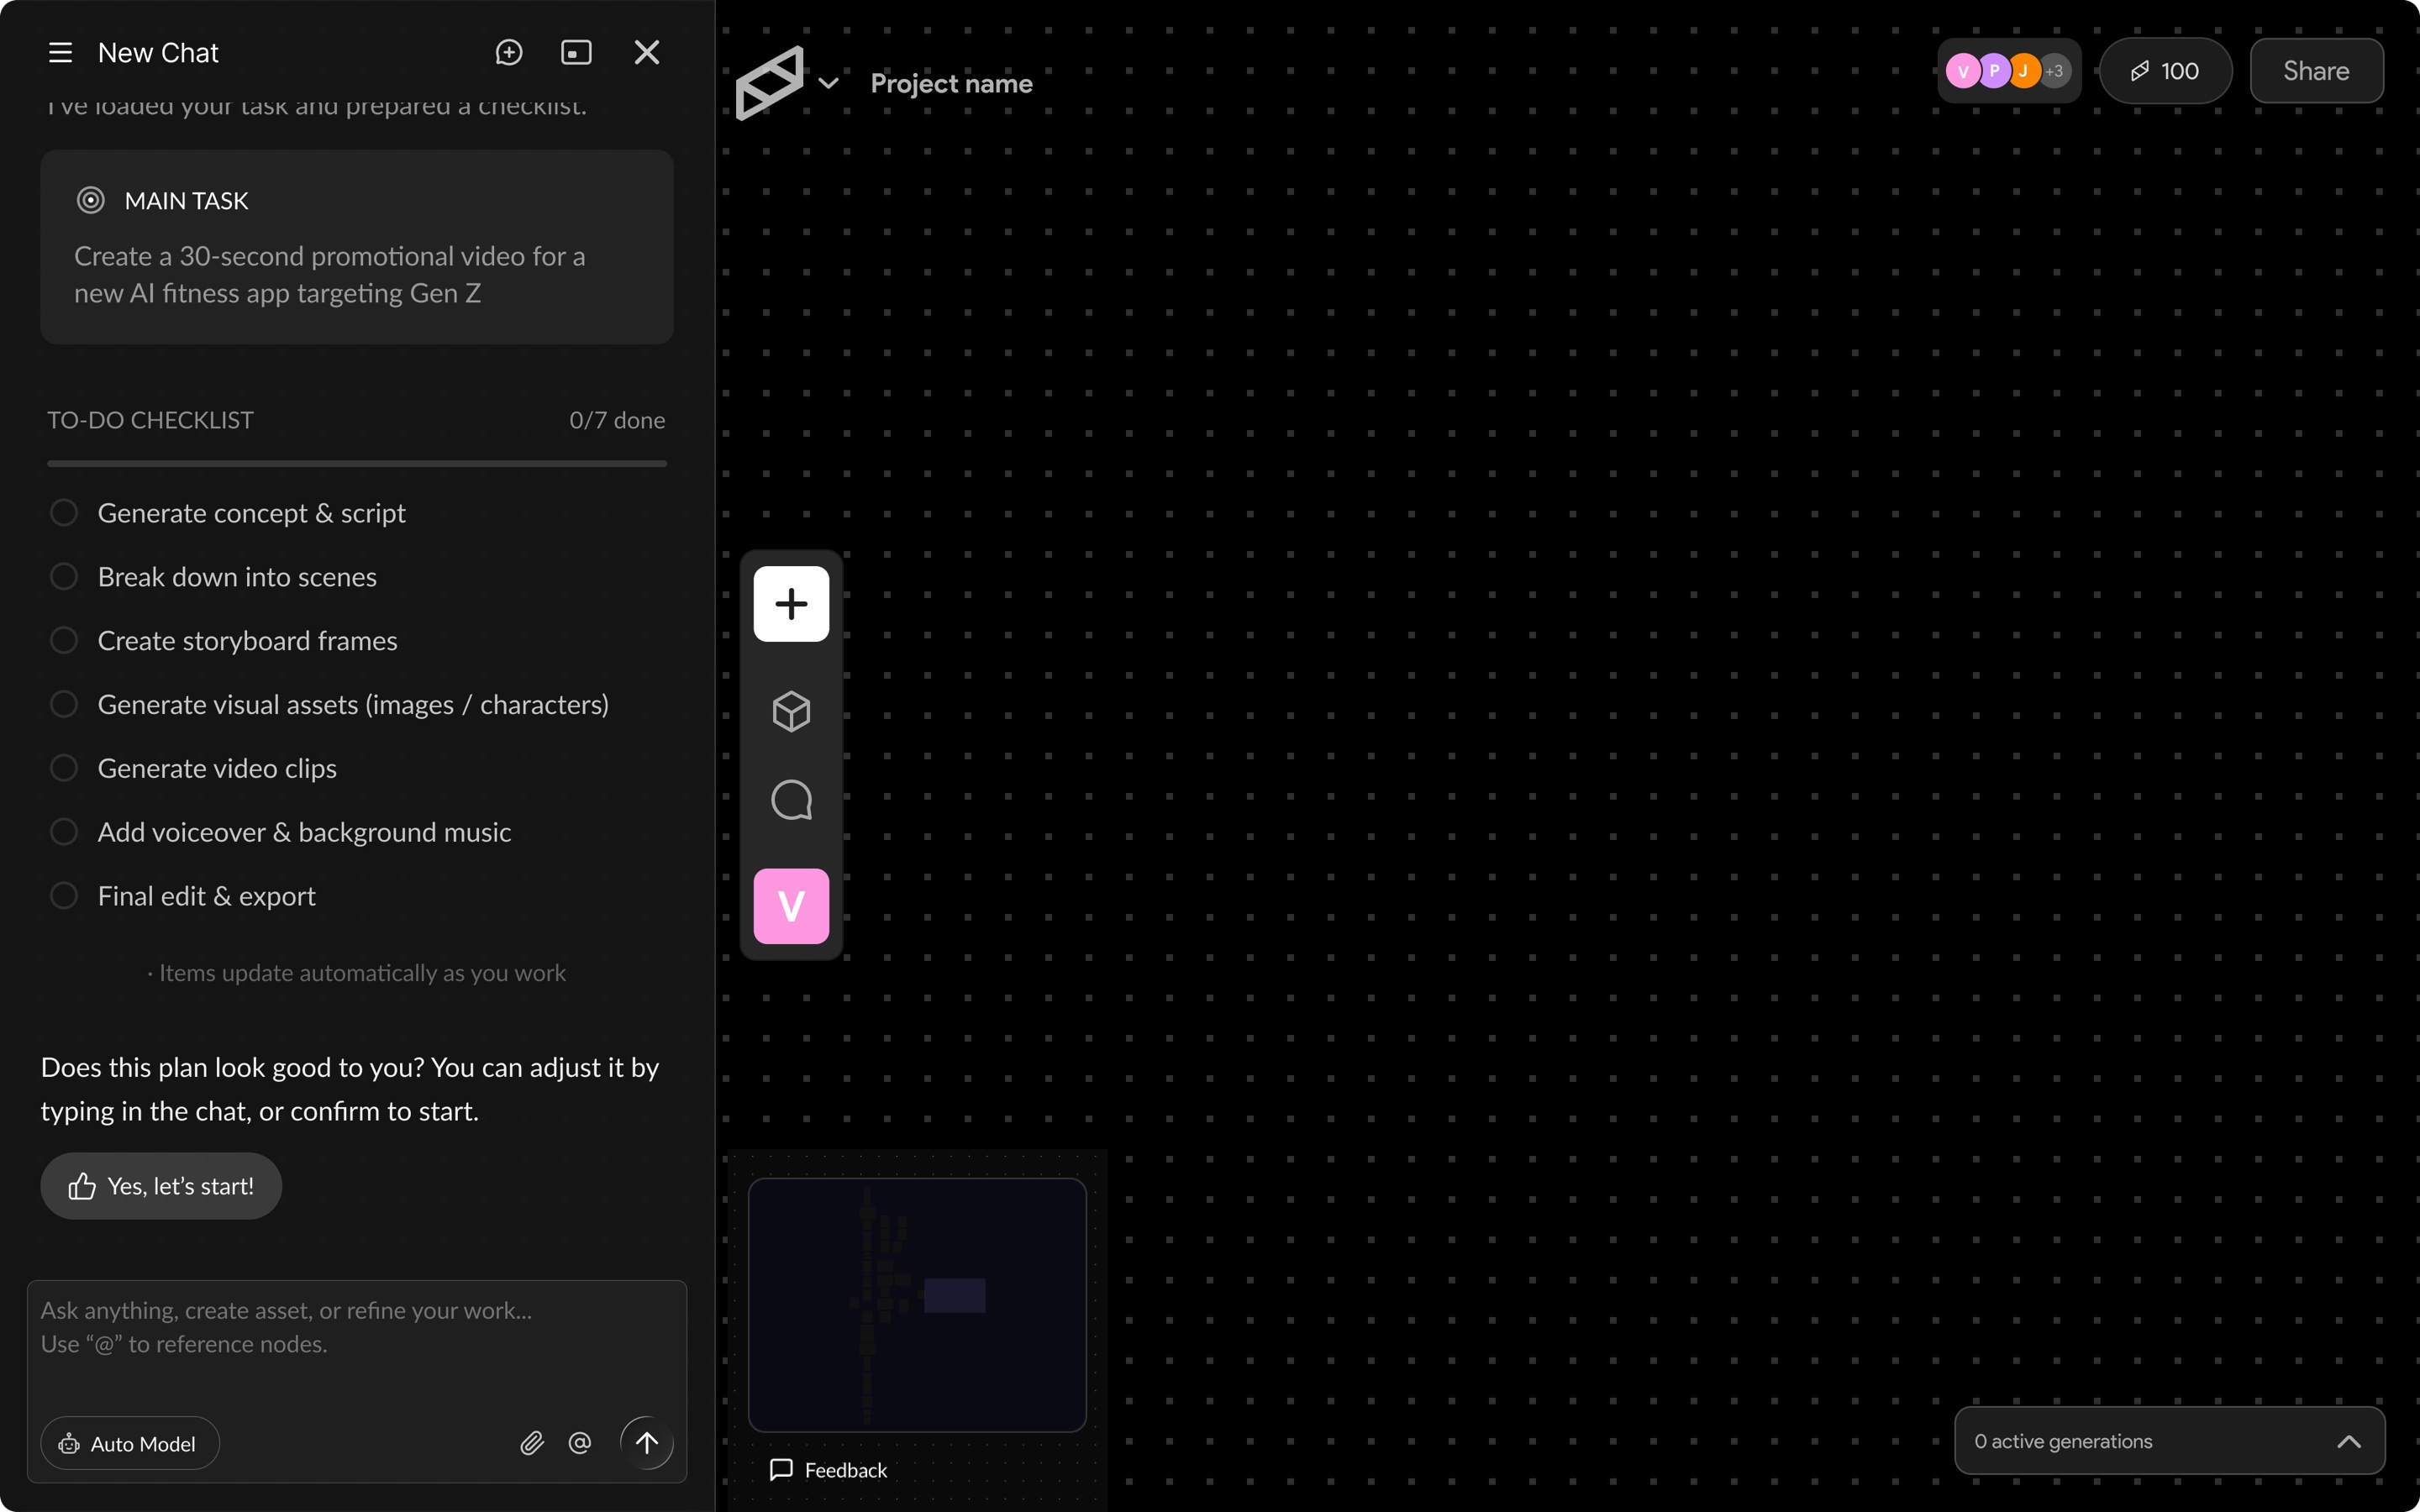 New Chat
I've loaded your task and prepared a checklist.
MAIN TASK
Create a 30-second promotional video for a
new AI fitness app targeting Gen Z
TO-DO CHECKLIST
0/7 done
Generate concept & script
Break down into scenes
Create storyboard frames
Generate visual assets (images / characters)
Generate video clips
Add voiceover & background music
Final edit & export
· Items update automatically as you work
Does this plan look good to you? You can adjust it by
typing in the chat, or confirm to start.
Yes, let’s start!
Ask anything, create asset, or refine your work...
Use “@” to reference nodes.
Auto Model
Project name
V
P
J
+3
100
Share
V
Feedback
0 active generations